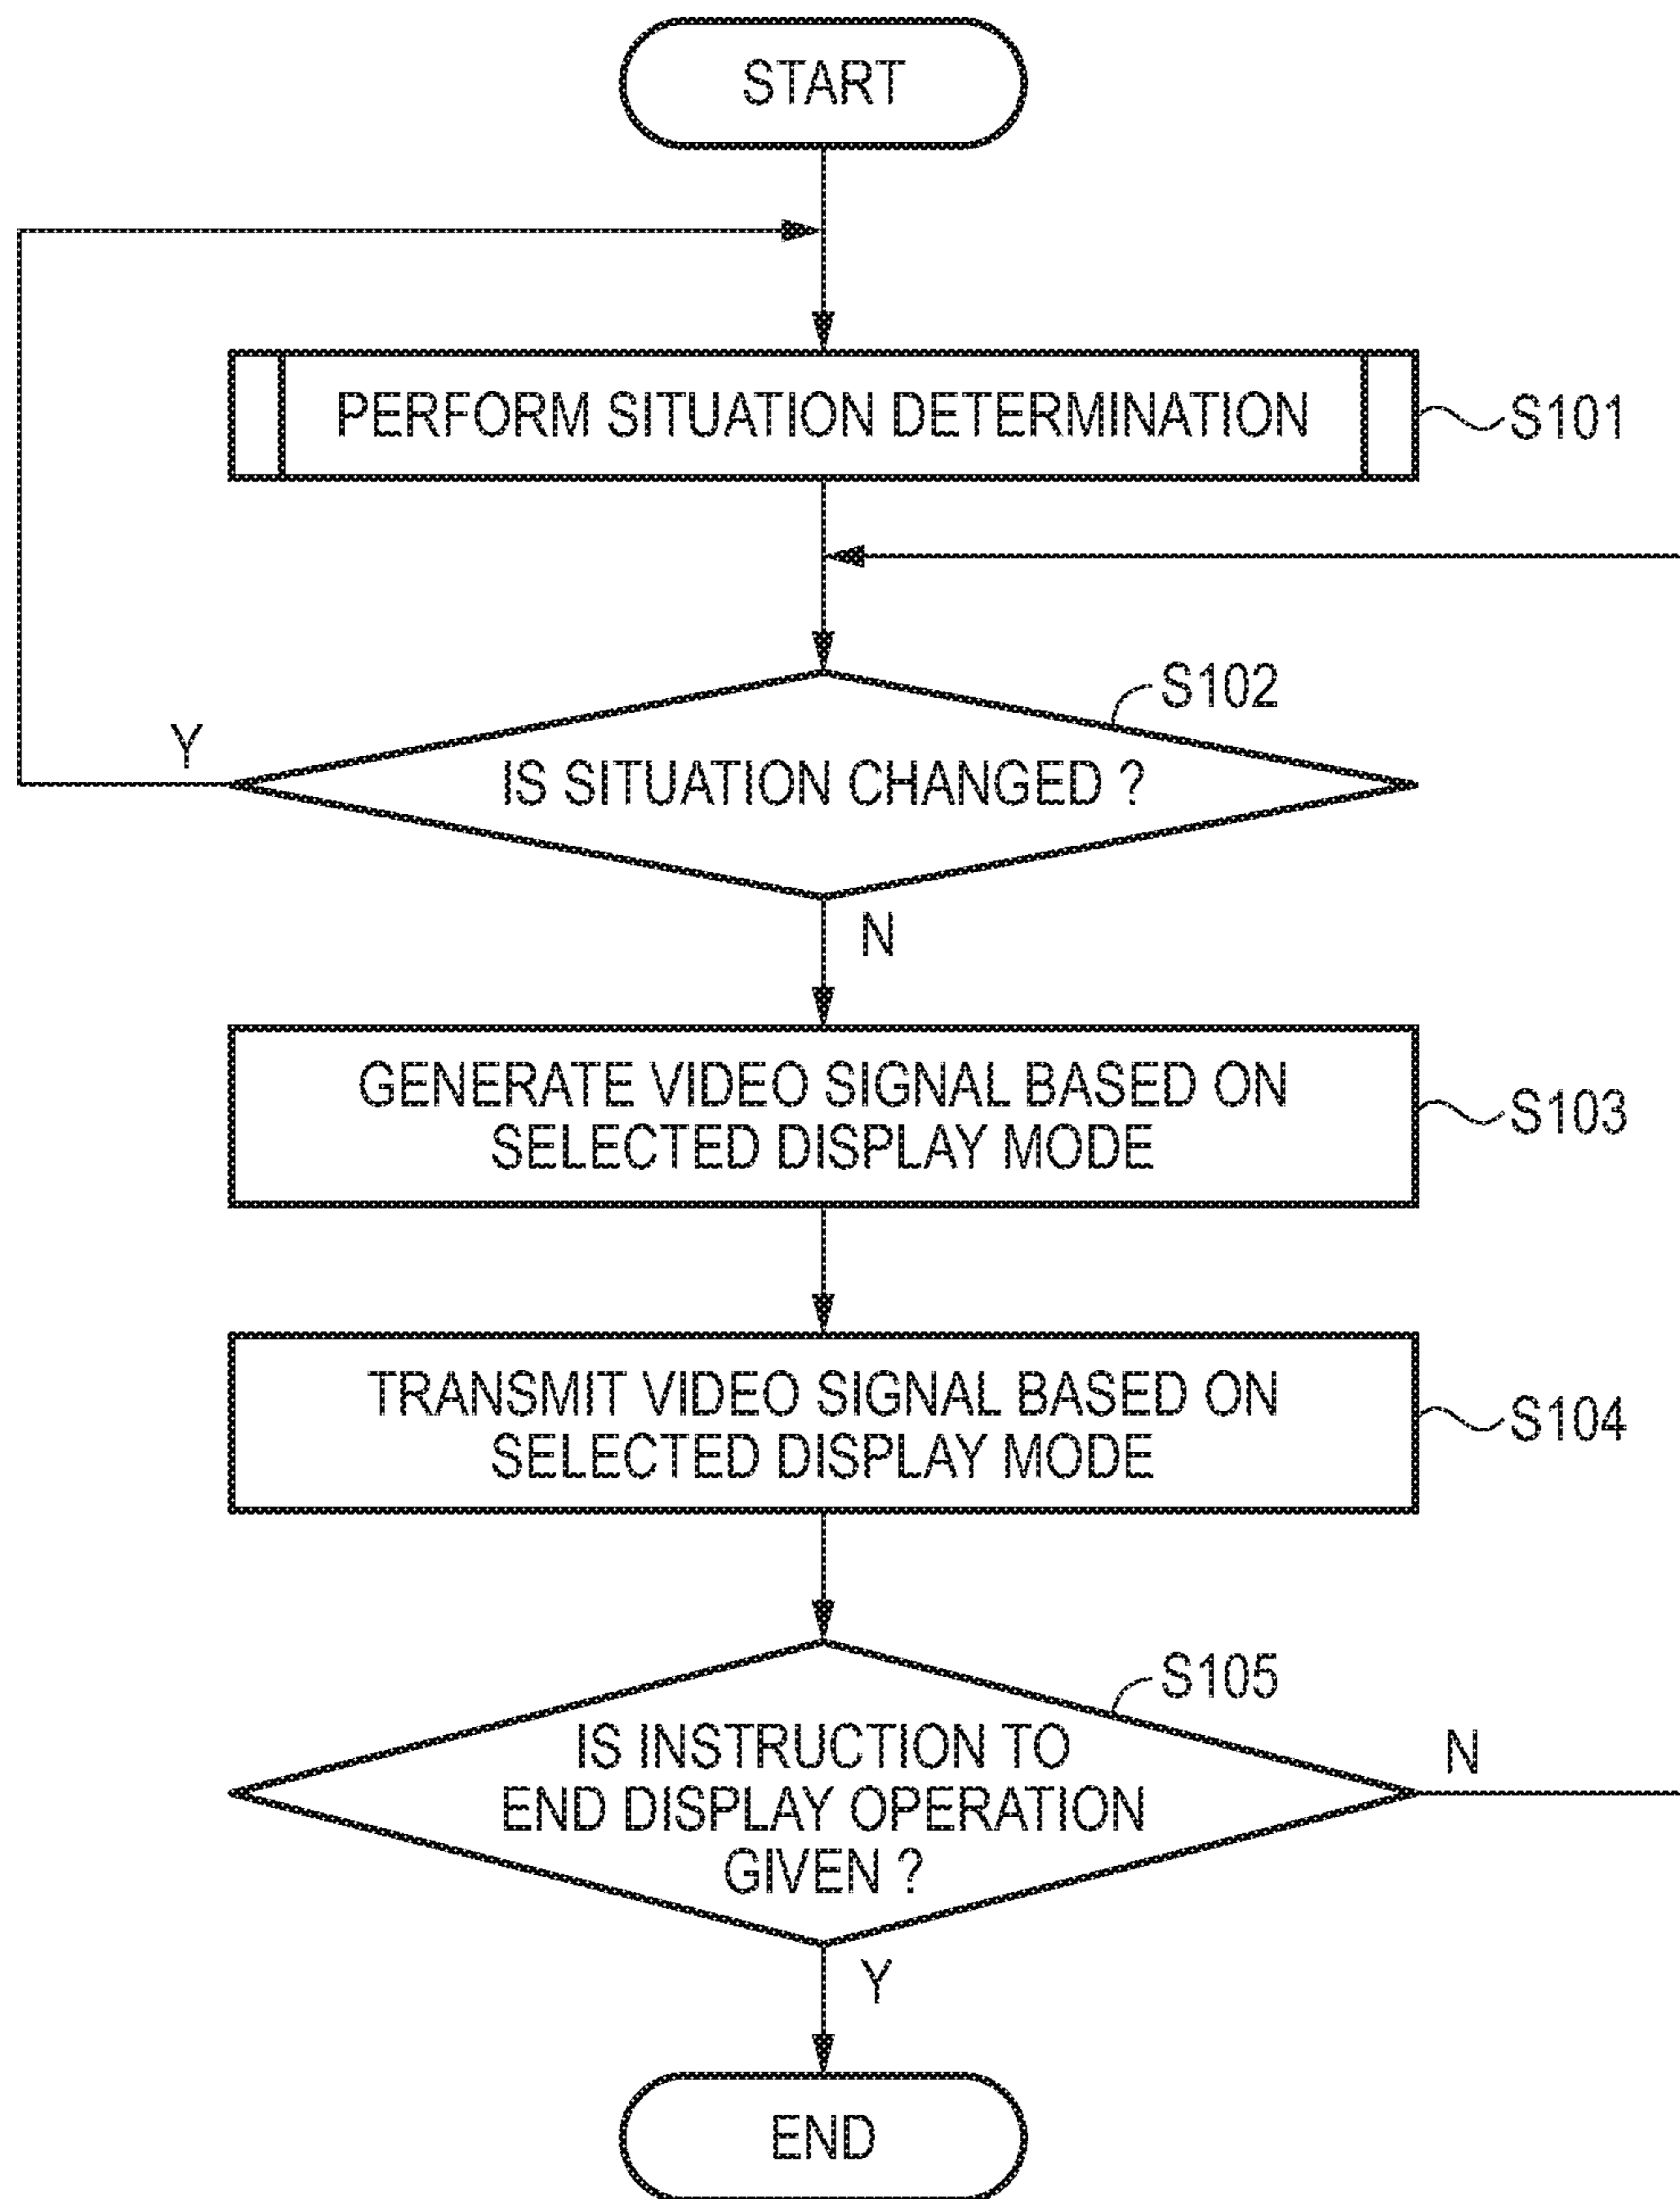 START
PERFORM SITUATION DETERMINATION
S101
S102
Y
IS SITUATION CHANGED ?
N
GENERATE VIDEO SIGNAL BASED ON
SELECTED DISPLAY MODE
S103
TRANSMIT VIDEO SIGNAL BASED ON
SELECTED DISPLAY MODE
S104
S105
IS INSTRUCTION TO
END DISPLAY OPERATION
GIVEN ?
N
Y
END